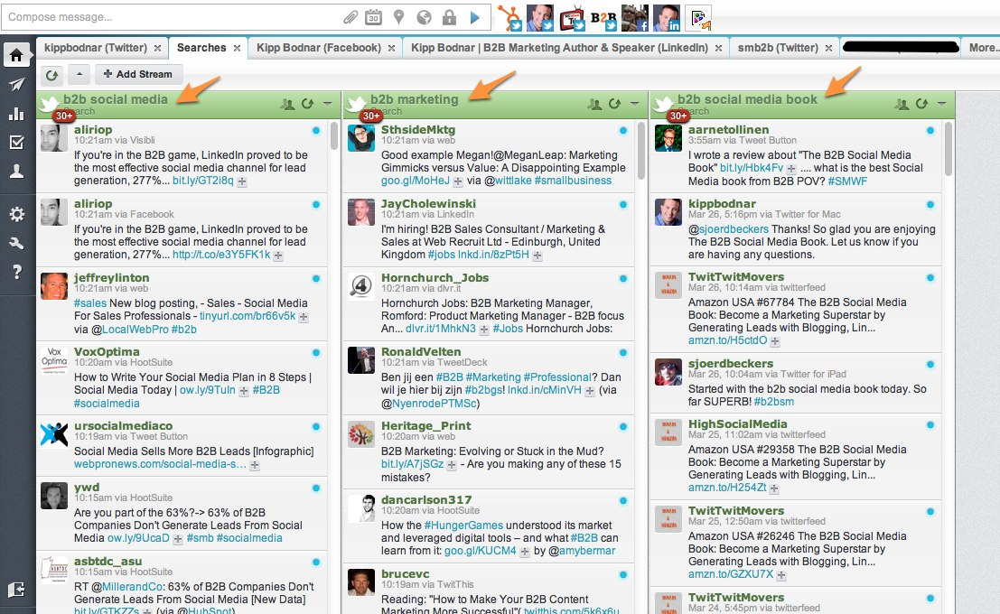 Compose message...
30
B2B
kippbodnar (Twitter) ×
Searches ×
Kipp Bodnar (Facebook) ×
Kipp Bodnar | B2B Marketing Author & Speaker (LinkedIn) ×
smb2b (Twitter) ×
More...
+ Add Stream
b2b social media
30+
aliriop
10:21am via Visibli
If you're in the B2B game, LinkedIn proved to be
the most effective social media channel for lead
generation, 277%... bit.ly/GT2i8q
aliriop
10:21am via Facebook
If you're in the B2B game, LinkedIn proved to be
the most effective social media channel for lead
generation, 277%... http://t.co/e3Y5FK1k
jeffreylinton
10:21am via web
#sales New blog posting, - Sales - Social Media
For Sales Professionals - tinyurl.com/br66v5k
via @LocalWebPro #b2b
Vox
Optima
VoxOptima
10:20am via HootSuite
How to Write Your Social Media Plan in 8 Steps |
Social Media Today | ow.ly/9TuIn #B2B
#socialmedia
ursocialmediaco
10:19am via Tweet Button
Social Media Sells More B2B Leads [Infographic]
webpronews.com/social-media-s...
ywd
10:15am via HootSuite
Are you part of the 63%?-> 63% of B2B
Companies Don't Generate Leads From Social
Media ow.ly/9UcaD #smb #socialmedia
asbtdc_asu
10:15am via HootSuite
RT @MillerandCo: 63% of B2B Companies Don't
Generate Leads From Social Media [New Data]
bit.ly/GTKZZs (via @HubSpot)
b2b marketing
30+
SthsideMktg
10:21am via web
Good example Megan!@MeganLeap: Marketing
Gimmicks versus Value: A Disappointing Example
goo.gl/MoHeJ via @wittlake #smallbusiness
JayCholewinski
10:21am via LinkedIn
I'm hiring! B2B Sales Consultant / Marketing &
Sales at Web Recruit Ltd - Edinburgh, United
Kingdom #jobs lnkd.in/8zPt5H
Hornchurch_Jobs
10:21am via dlvr.it
Hornchurch Jobs: B2B Marketing Manager,
Romford: Product Marketing Manager - B2B focus
An... dlvr.it/1MhkN3 #Jobs Hornchurch Jobs:
RonaldVelten
10:21am via TweetDeck
Ben jij een #B2B #Marketing #Professional? Dan
wil je hier bij zijn #b2bgs! lnkd.in/cMinVH (via
@NyenrodePTMSc)
Heritage_Print
10:20am via web
B2B Marketing: Evolving or Stuck in the Mud?
bit.ly/A7jSGz - Are you making any of these 15
mistakes?
dancarlson317
10:20am via HootSuite
How the #HungerGames understood its market
and leveraged digital tools – and what #B2B can
learn from it: goo.gl/KUCM4 by @amybermar
brucevc
10:19am via TwitThis
Reading: "How to Make Your B2B Content
Marketing More Successful"( twitthis.com/5k6x6u
b2b social media book
30+
aarnetollinen
3:55am via Tweet Button
I wrote a review about "The B2B Social Media
Book" bit.ly/Hbk4Fv .... what is the best Social
Media book from B2B POV? #SMWF
kippbodnar
Mar 26, 5:16pm via Twitter for Mac
@sjoerdbeckers Thanks! So glad you are enjoying
The B2B Social Media Book. Let us know if you
are having any questions.
TwitTwitMovers
Mar 26, 10:14am via twitterfeed
Amazon USA #67784 The B2B Social Media
Book: Become a Marketing Superstar by
Generating Leads with Blogging, Lin...
amzn.to/H5ctdO
sjoerdbeckers
Mar 26, 10:04am via Twitter for iPad
Started with the b2b social media book today. So
far SUPERB! #b2bsm
HighSocialMedia
Mar 25, 11:02am via twitterfeed
Amazon USA #29358 The B2B Social Media
Book: Become a Marketing Superstar by
Generating Leads with Blogging, Lin...
amzn.to/H254Zt
TwitTwitMovers
Mar 25, 12:50am via twitterfeed
Amazon USA #26246 The B2B Social Media
Book: Become a Marketing Superstar by
Generating Leads with Blogging, Lin...
amzn.to/GZXU7X
TwitTwitMovers
Mar 24, 5:45pm via twitterfeed